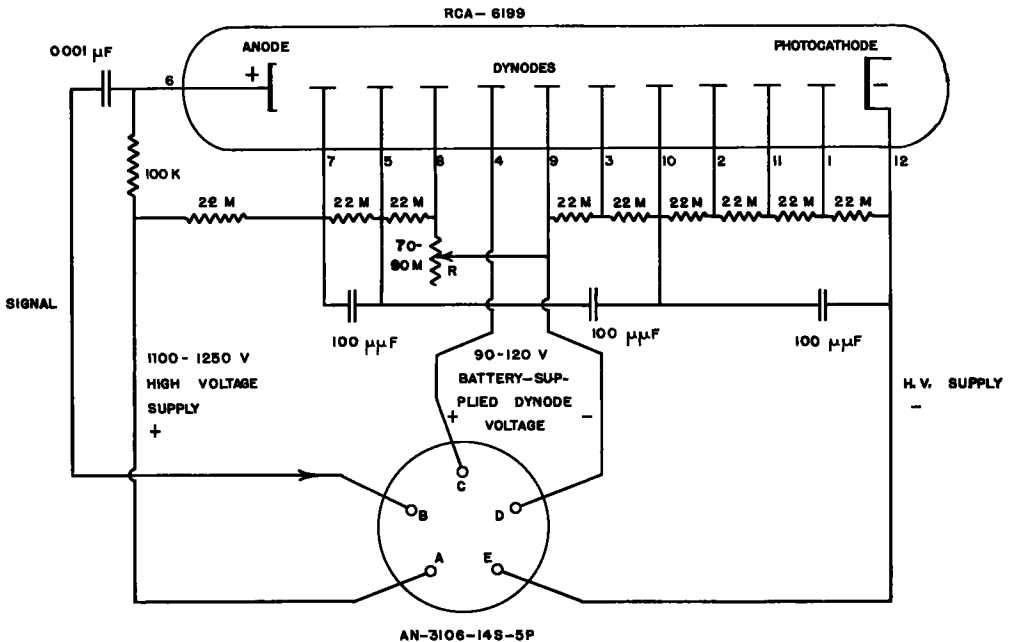 RCA- 6199
0001 µF
ANODE
PHOTOCATHODE
+
DYNODES
-
6
7
5
8
4
9
3
10
2
11
1
12
100K
22 M
22 M
22 M
22 M
22 M
22 M
22 M
22 M
22 M
70-
90M
R
SIGNAL
100 µµF
100 µµF
100 µµF
1100- 1250 V
HIGH VOLTAGE
SUPPLY
+
90-120 V
BATTERY-SUP-
PLIED DYNODE
VOLTAGE
+
-
H. V. SUPPLY
-
C
B
D
A
E
AN-3106-14S-5P